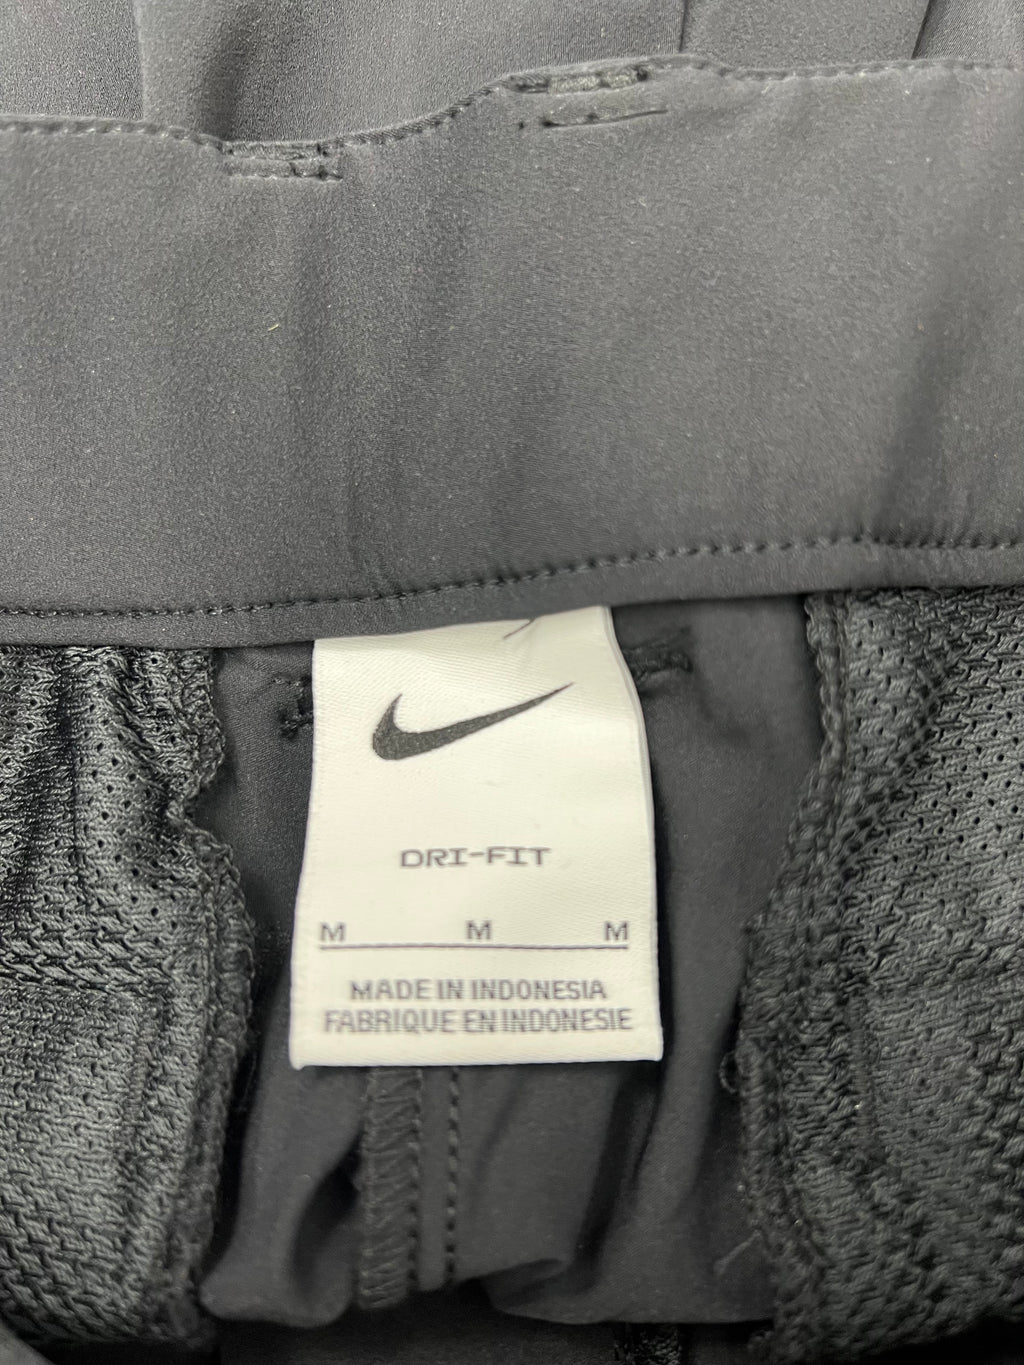 DRI-FIT
M M M
MADE IN INDONESIA
FABRIQUE EN INDONESIE